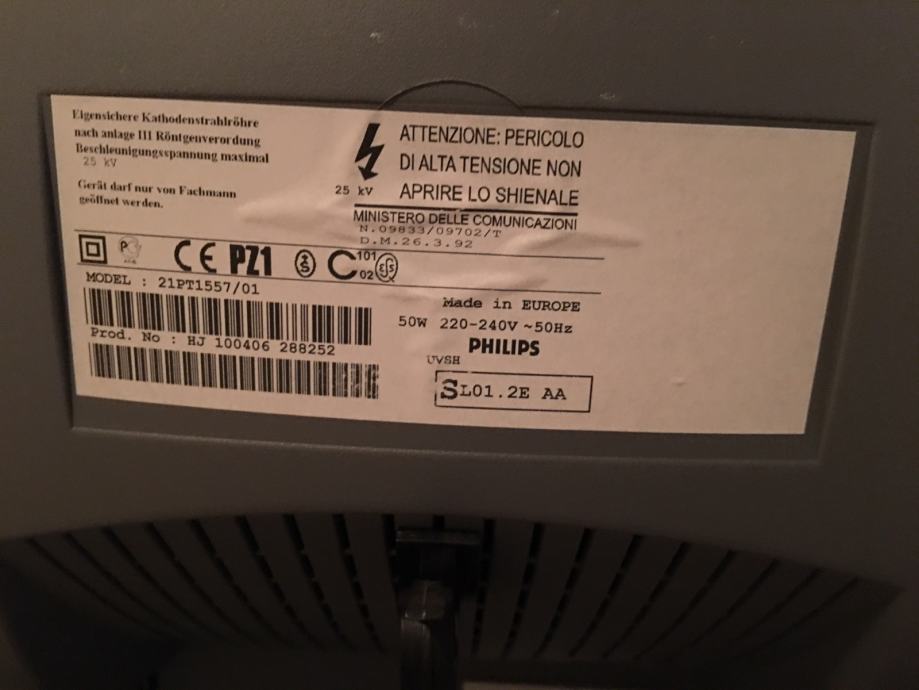 Eigensichere Kathodenstrahlröhre
nach anlage III Röntgenverordung
Beschleunigungsspannung maximal
25 kV
Gerät darf nur von Fachmann
geöffnet werden.
ATTENZIONE: PERICOLO
DI ALTA TENSIONE NON
25 kV APRIRE LO SHIENALE
MINISTERO DELLE COMUNICAZIONI
N.09833/09702/T
D.M.26.3.92
CE PZ1 S C 101 02
MODEL : 21PT1557/01
Prod. No : HJ 100406 288252
Made in EUROPE
50W 220-240V ~50Hz
PHILIPS
UVSH
SL01.2E AA